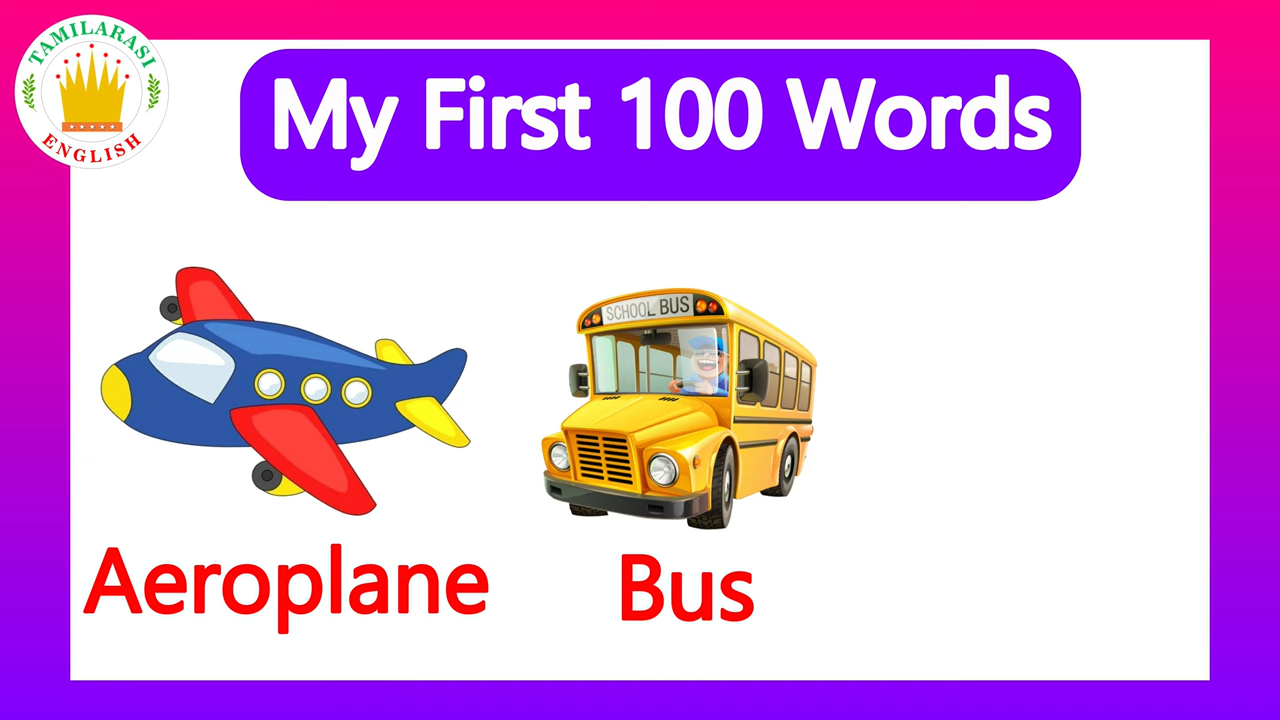 TAMILARASI
ENGLISH
My First 100 Words
SCHOOL BUS
Aeroplane
Bus